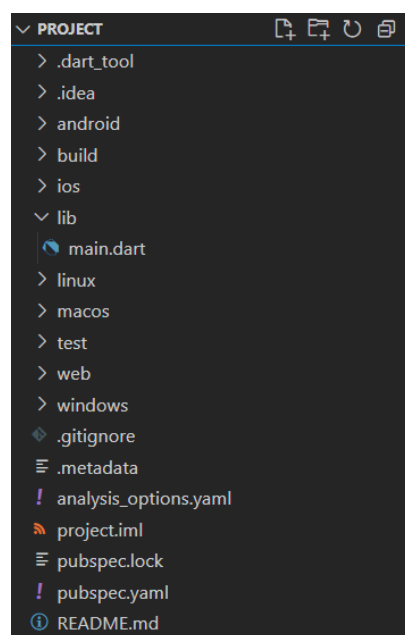 PROJECT
.dart_tool
.idea
android
build
ios
lib
main.dart
linux
macos
test
web
windows
.gitignore
.metadata
analysis_options.yaml
project.iml
pubspec.lock
pubspec.yaml
README.md